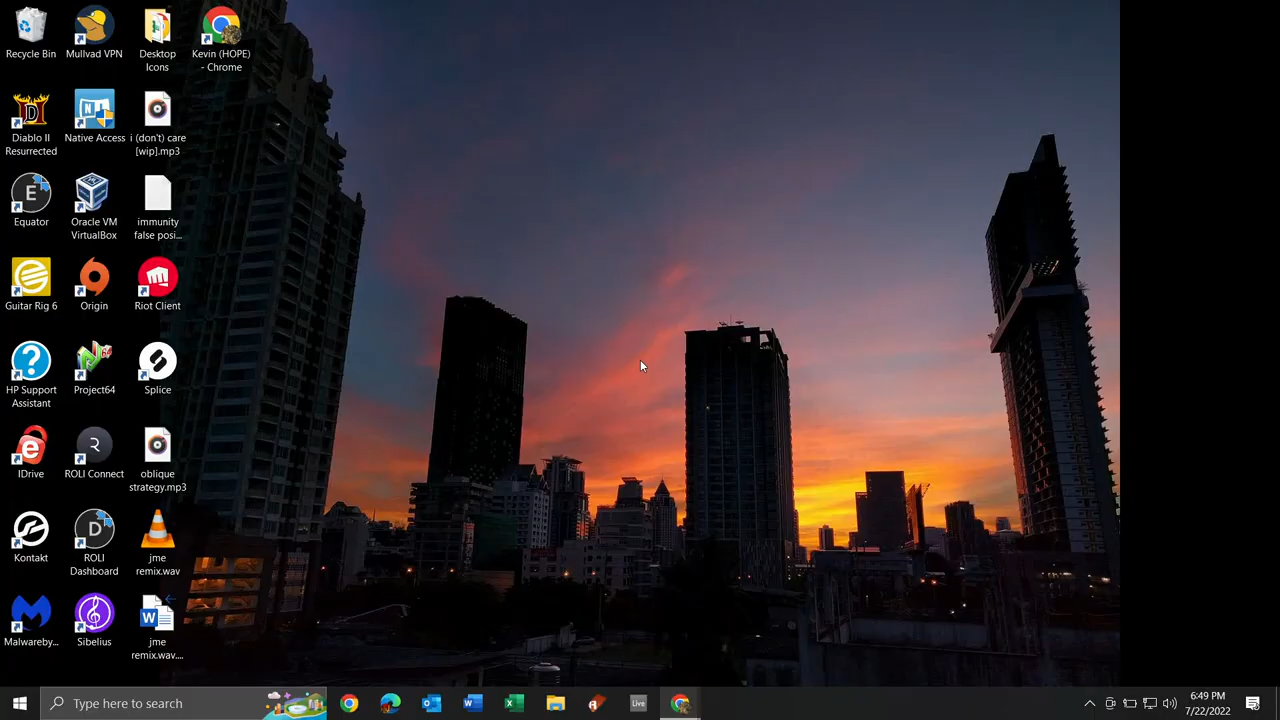 Recycle Bin
Mullvad VPN
Desktop
Icons
Kevin (HOPE)
- Chrome
Diablo II
Resurrected
Native Access
i (don't) care
[wip].mp3
E
Equator
Oracle VM
VirtualBox
immunity
false posi...
Guitar Rig 6
Origin
Riot Client
HP Support
Assistant
Project64
Splice
IDrive
R
ROLI Connect
oblique
strategy.mp3
Kontakt
D
ROLI
Dashboard
jme
remix.wav
Malwareby...
Sibelius
jme
remix.wav....
Type here to search
Live
6:49 PM
7/22/2022